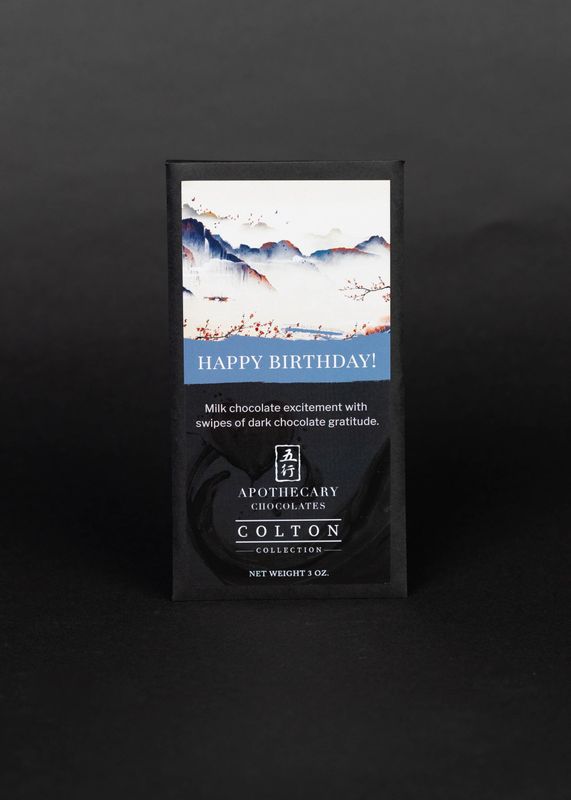 HAPPY BIRTHDAY!
Milk chocolate excitement with
swipes of dark chocolate gratitude.
五
行
APOTHECARY
CHOCOLATES
COLTON
COLLECTION
NET WEIGHT 3 OZ.